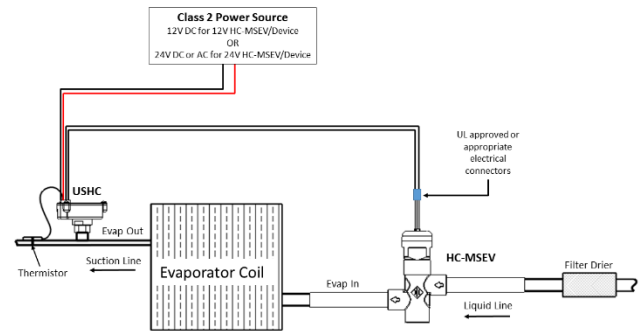 Class 2 Power Source
12V DC for 12V HC-MSEV/Device
OR
24V DC or AC for 24V HC-MSEV/Device
UL approved or
appropriate
electrical
connectors
USHC
Evap Out
Thermistor
Suction Line
Evaporator Coil
Evap In
HC-MSEV
Liquid Line
Filter Drier